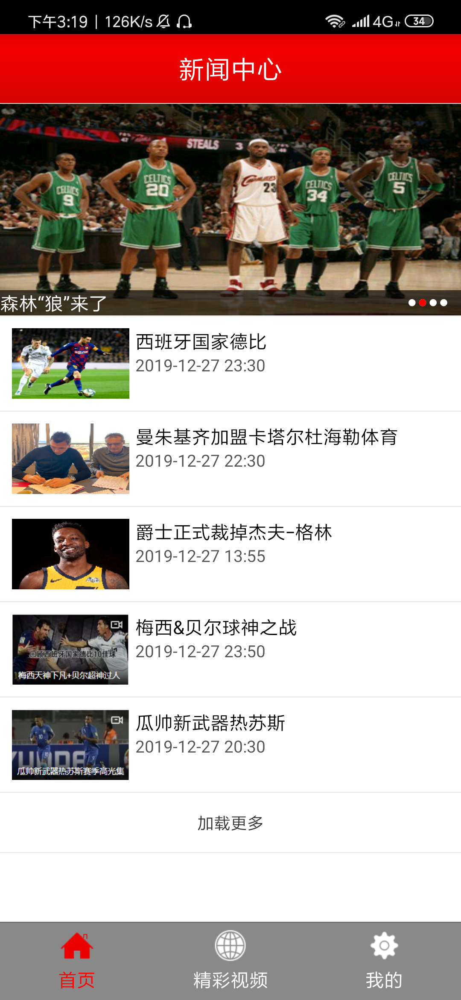 下午3:19 | 126K/s
4G
34
新闻中心
STEALS 3
CELTICS
9
CELTICS
20
CAVALIERS
23
CELTICS
34
CELTICS
5
森林“狼”来了
西班牙国家德比
2019-12-27 23:30
曼朱基齐加盟卡塔尔杜海勒体育
2019-12-27 22:30
爵士正式裁掉杰夫-格林
2019-12-27 13:55
回顾西班牙国家德比10佳球
梅西天神下凡+贝尔超神过人
梅西&贝尔球神之战
2019-12-27 23:50
瓜帅新武器热苏斯赛季高光集
瓜帅新武器热苏斯
2019-12-27 20:30
加载更多
首页
精彩视频
我的